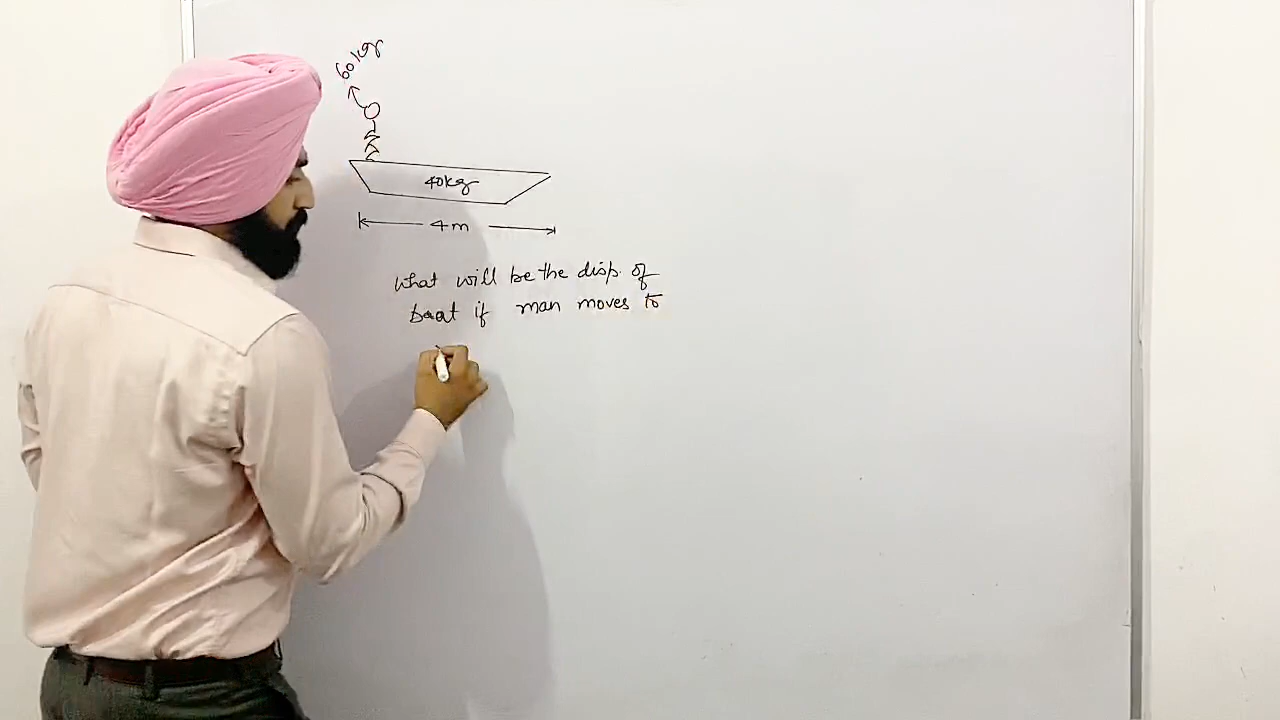 60kg
40kg
4m
what will be the disp. of
boat if man moves to